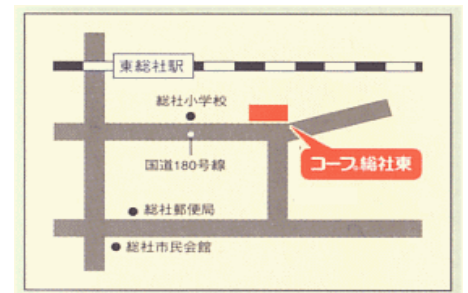 東総社駅
総社小学校
国道180号線
コープ総社東
総社郵便局
総社市民会館